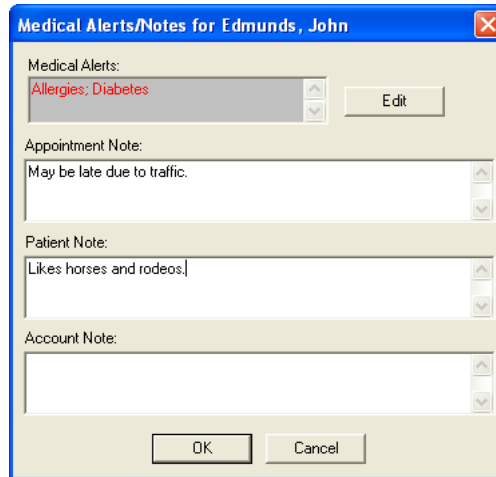 Medical Alerts/Notes for Edmunds, John
Medical Alerts:
Allergies; Diabetes
Edit
Appointment Note:
May be late due to traffic.
Patient Note:
Likes horses and rodeos.
Account Note:
OK
Cancel